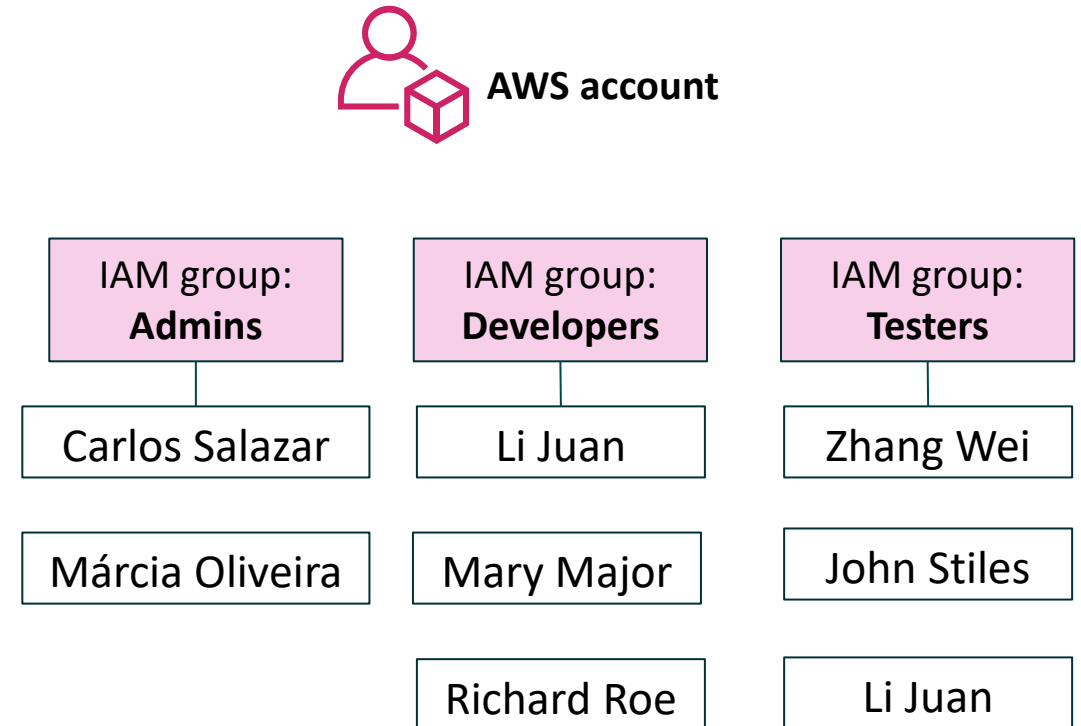 AWS account
IAM group:
Admins
IAM group:
Developers
IAM group:
Testers
Carlos Salazar
Li Juan
Zhang Wei
Márcia Oliveira
Mary Major
John Stiles
Richard Roe
Li Juan